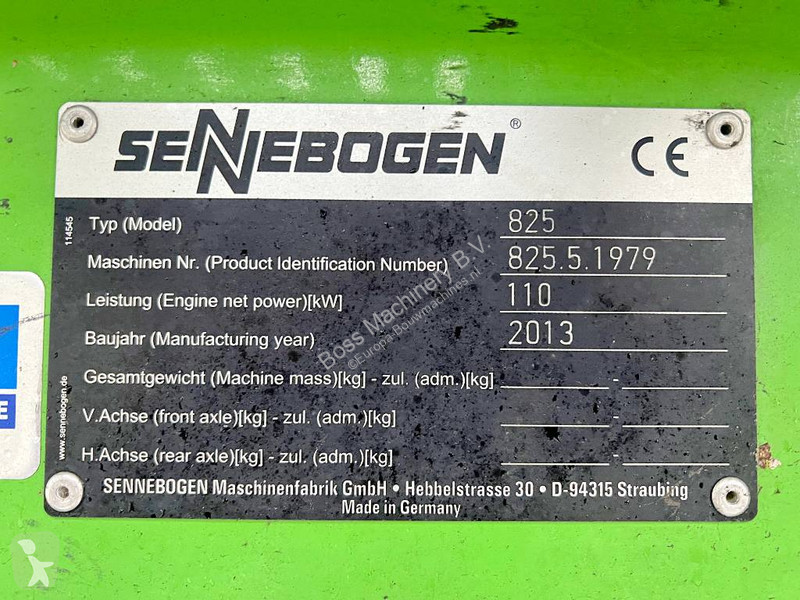 SENNEBOGEN® CE
114545
Typ (Model) 825
Maschinen Nr. (Product Identification Number) 825.5.1979
Leistung (Engine net power)[kW] 110
Baujahr (Manufacturing year) 2013
Gesamtgewicht (Machine mass)[kg] - zul. (adm.)[kg] -
V.Achse (front axle)[kg] - zul. (adm.)[kg] -
H.Achse (rear axle)[kg] - zul. (adm.)[kg] -
www.sennebogen.de
SENNEBOGEN Maschinenfabrik GmbH • Hebbelstrasse 30 • D-94315 Straubing
Made in Germany
Boss Machinery B.V.
©Europa-Bouwmachines.nl
E